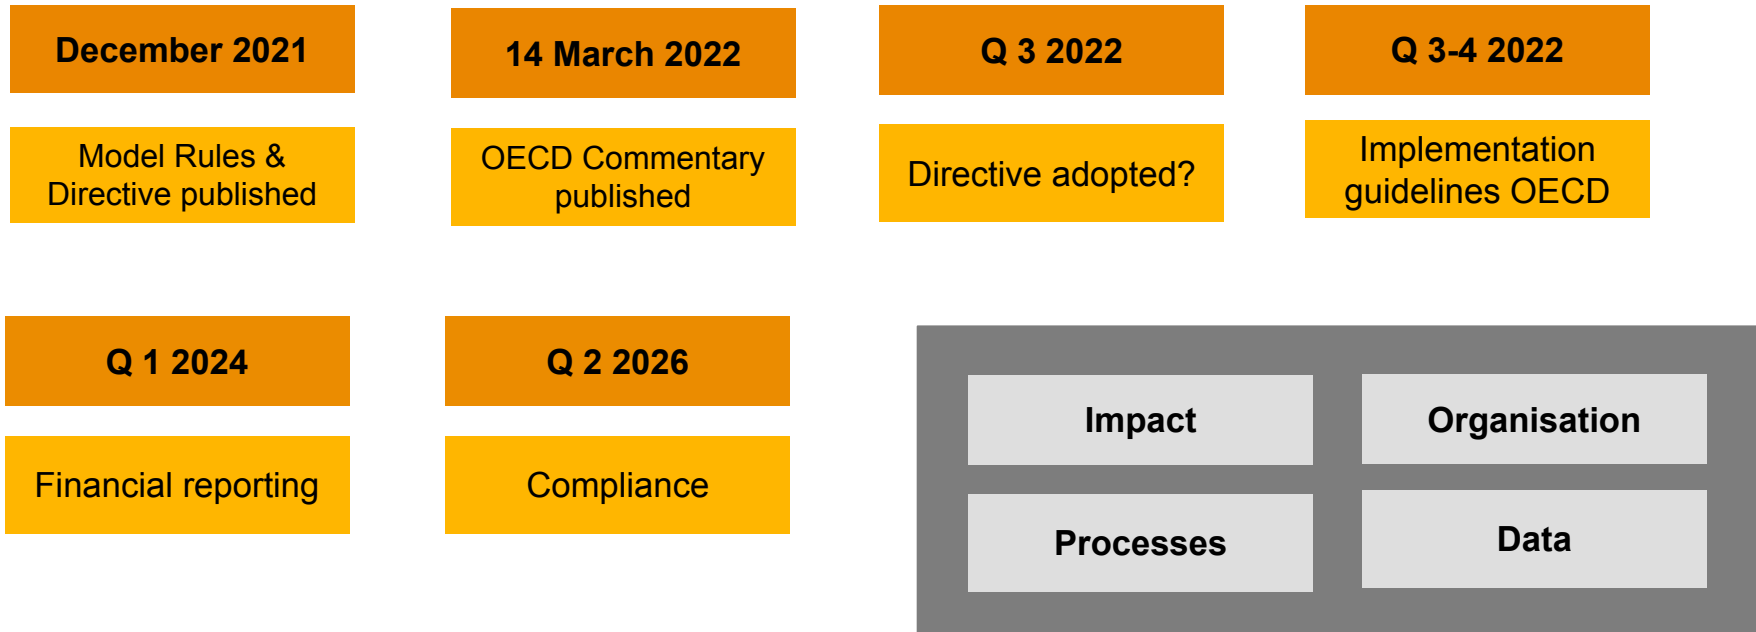 December 2021
Model Rules &
Directive published
14 March 2022
OECD Commentary
published
Q 3 2022
Directive adopted?
Q 3-4 2022
Implementation
guidelines OECD
Q 1 2024
Financial reporting
Q 2 2026
Compliance
Impact
Organisation
Processes
Data